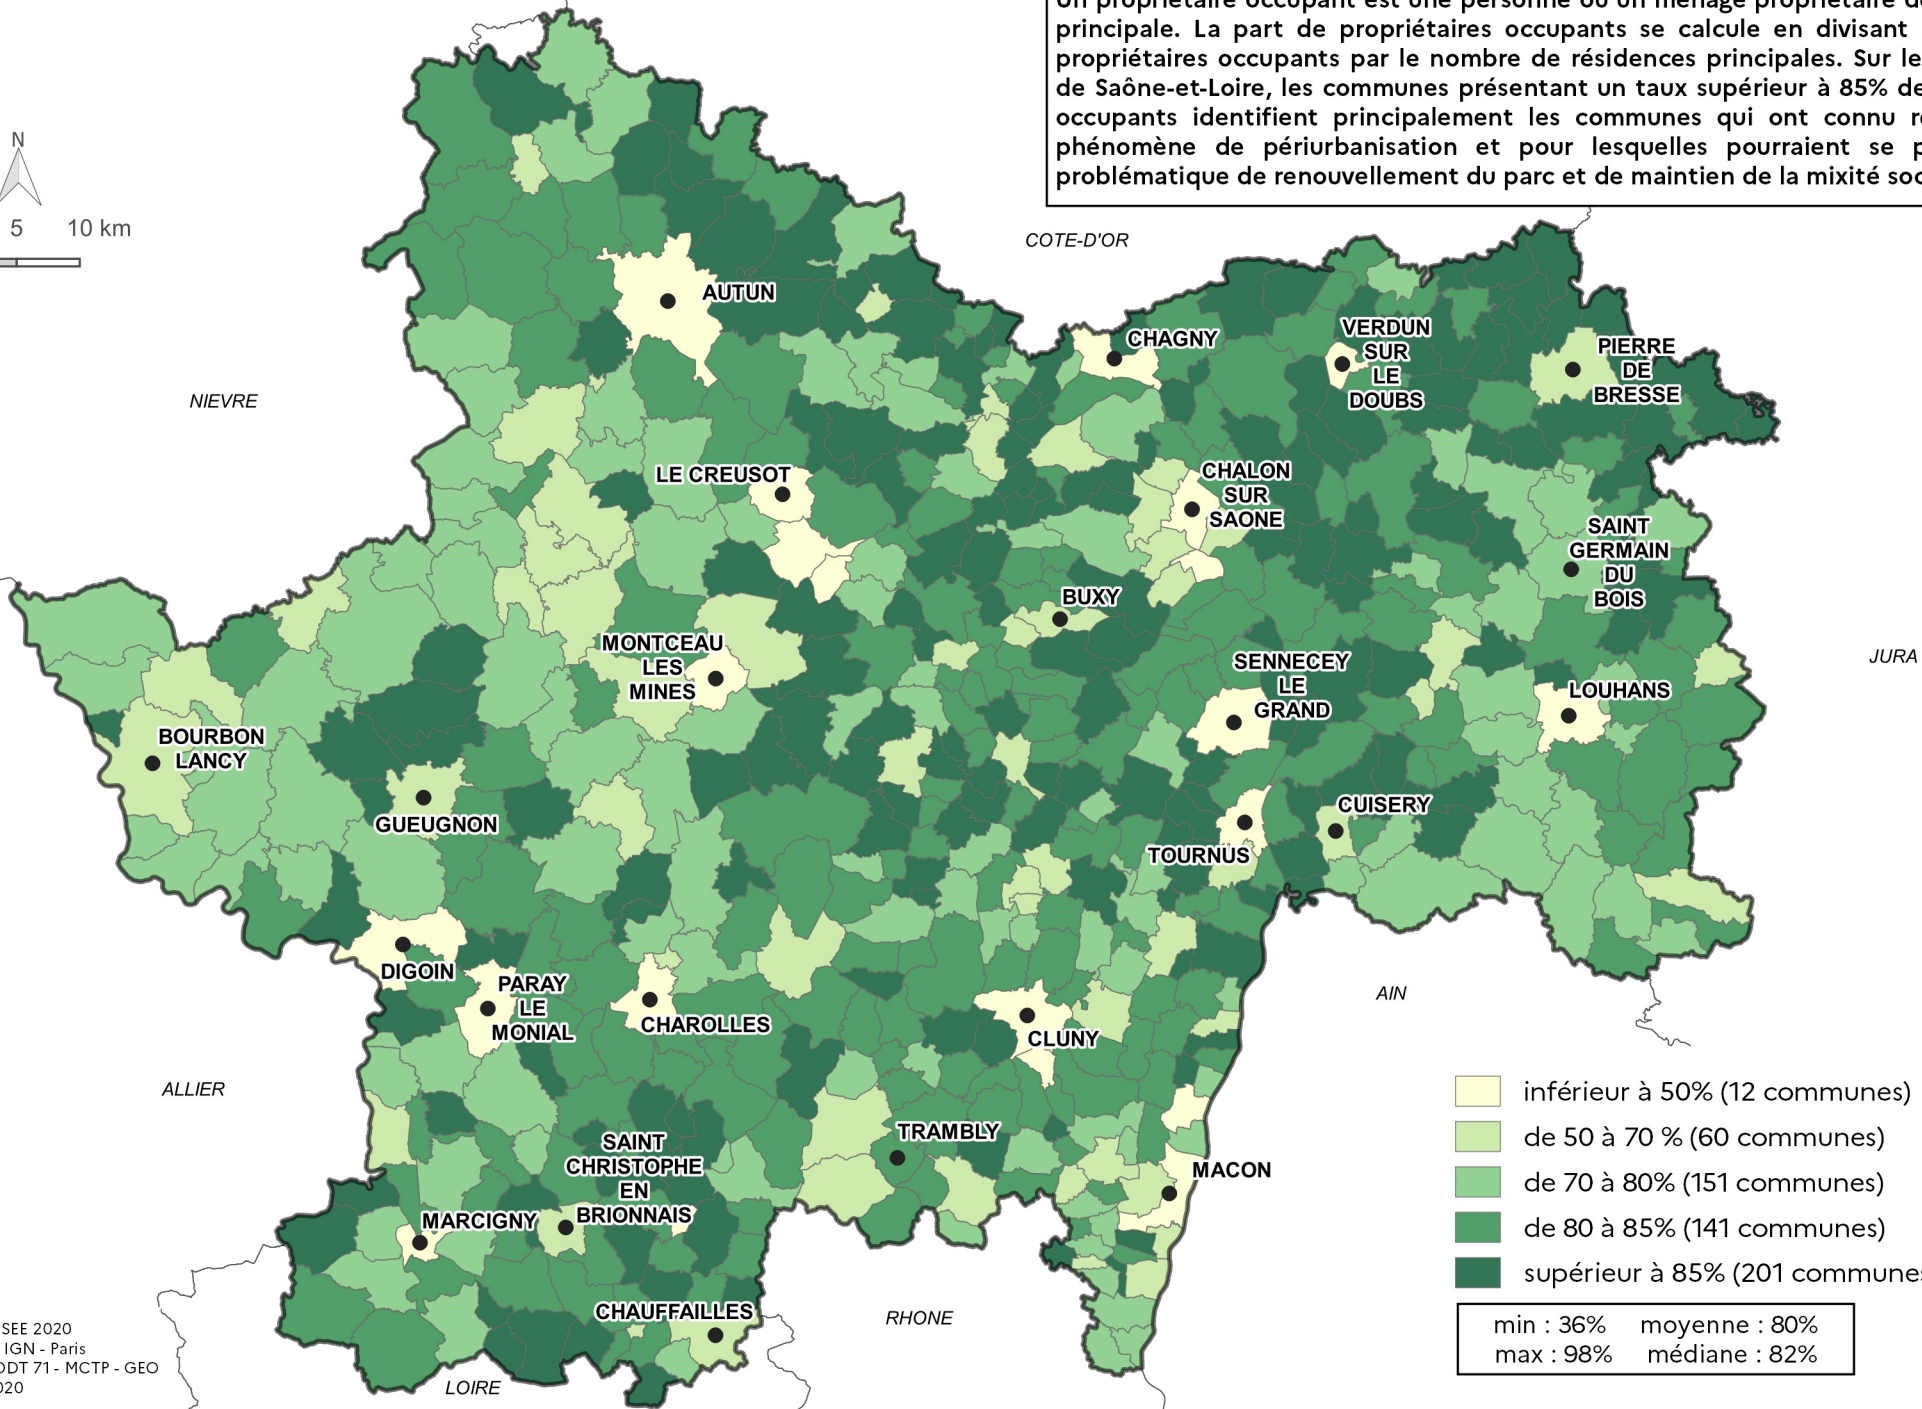 principale. La part de propriétaires occupants se calcule en divisant
propriétaires occupants par le nombre de résidences principales. Sur le
de Saône-et-Loire, les communes présentant un taux supérieur à 85% de
occupants identifient principalement les communes qui ont connu
phénomène de périurbanisation et pour lesquelles pourraient se
problématique de renouvellement du parc et de maintien de la mixité
N
5 10 km
COTE-D'OR
NIEVRE
JURA
AIN
ALLIER
RHONE
LOIRE
AUTUN
CHAGNY
VERDUN
SUR
LE
DOUBS
PIERRE
DE
BRESSE
LE CREUSOT
CHALON
SUR
SAONE
SAINT
GERMAIN
DU
BOIS
BUXY
MONTCEAU
LES
MINES
SENNECEY
LE
GRAND
LOUHANS
BOURBON
LANCY
GUEUGNON
CUISERY
TOURNUS
DIGOIN
PARAY
LE
MONIAL
CHAROLLES
CLUNY
TRAMBLY
SAINT
CHRISTOPHE
EN
BRIONNAIS
MACON
MARCIGNY
CHAUFFAILLES
inférieur à 50% (12 communes)
de 50 à 70 % (60 communes)
de 70 à 80% (151 communes)
de 80 à 85% (141 communes)
supérieur à 85% (201 communes
min : 36% moyenne : 80%
max : 98% médiane : 82%
SEE 2020
IGN - Paris
DDT 71 - MCTP - GEO
020